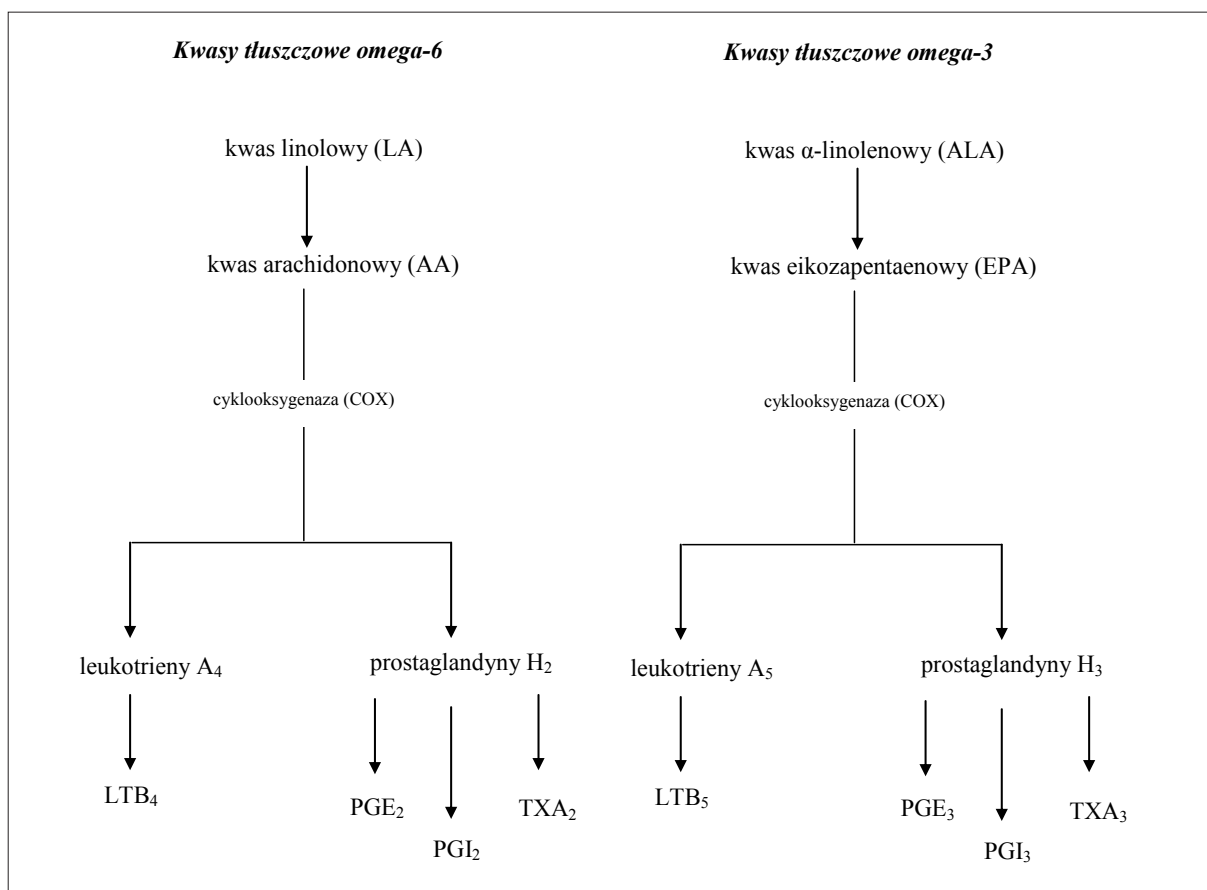 Kwasy tłuszczowe omega-6
Kwasy tłuszczowe omega-3
kwas linolowy (LA)
kwas α-linolenowy (ALA)
kwas arachidonowy (AA)
kwas eikozapentaenowy (EPA)
cyklooksygenaza (COX)
cyklooksygenaza (COX)
leukotrieny A₄
prostaglandyny H₂
leukotrieny A₅
prostaglandyny H₃
LTB₄
PGE₂
PGI₂
TXA₂
LTB₅
PGE₃
PGI₃
TXA₃